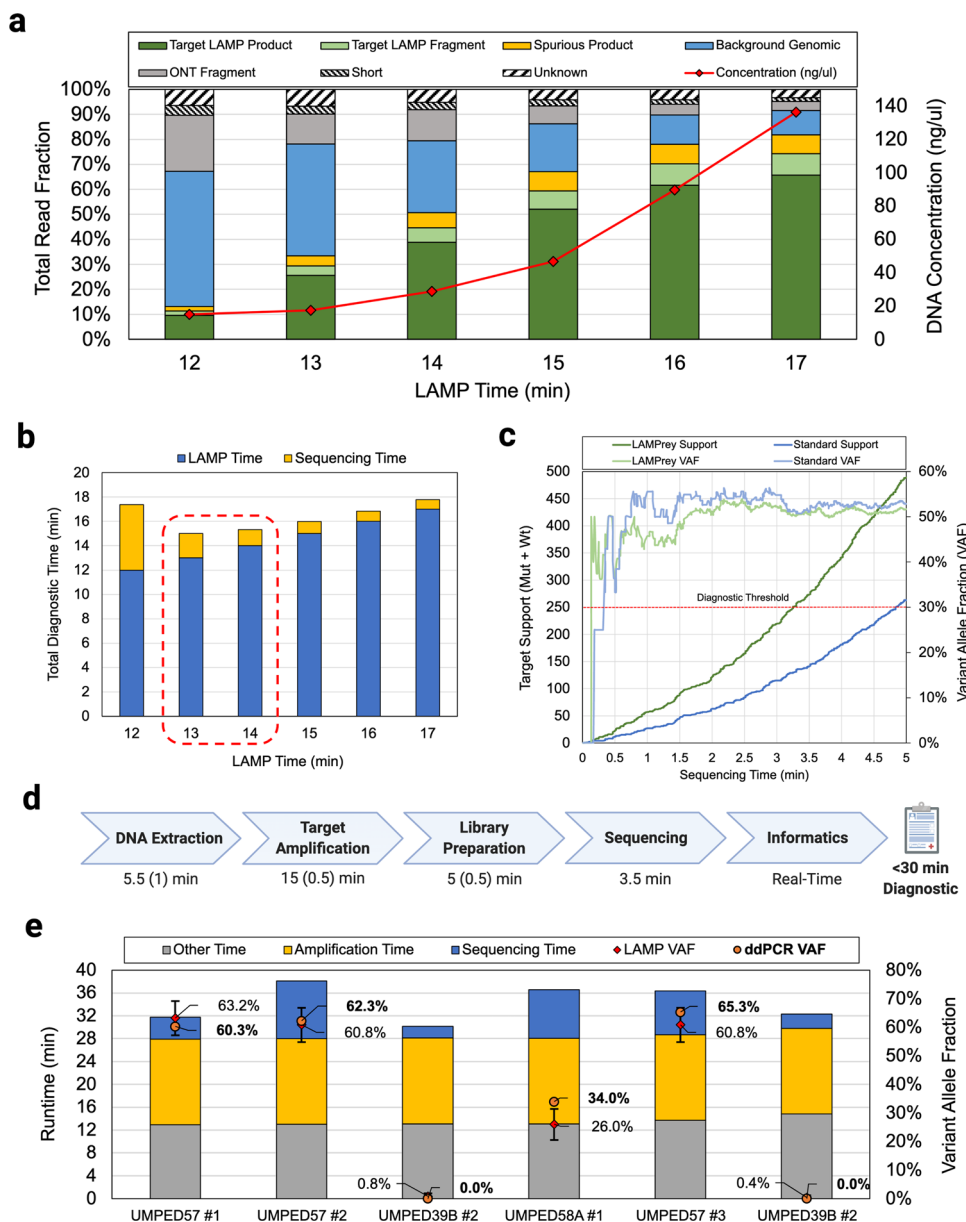 a
Target LAMP Product Target LAMP Fragment Spurious Product Background Genomic
ONT Fragment Short Unknown Concentration (ng/ul)
100%
90%
80%
70%
60%
50%
40%
30%
20%
10%
0%
Total Read Fraction
140
120
100
80
60
40
20
0
DNA Concentration (ng/ul)
12 13 14 15 16 17
LAMP Time (min)
b
LAMP Time Sequencing Time
20
18
16
14
12
10
8
6
4
2
0
Total Diagnostic Time (min)
12 13 14 15 16 17
LAMP Time (min)
c
LAMPrey Support Standard Support
LAMPrey VAF Standard VAF
500
450
400
350
300
250
200
150
100
50
0
Target Support (Mut + Wt)
Diagnostic Threshold
60%
50%
40%
30%
20%
10%
0%
Variant Allele Fraction (VAF)
0 0.5 1 1.5 2 2.5 3 3.5 4 4.5 5
Sequencing Time (min)
d
DNA Extraction
Target
Amplification
Library
Preparation
Sequencing
Informatics
5.5 (1) min
15 (0.5) min
5 (0.5) min
3.5 min
Real-Time
<30 min
Diagnostic
e
Other Time Amplification Time Sequencing Time LAMP VAF ddPCR VAF
40
36
32
28
24
20
16
12
8
4
0
Runtime (min)
63.2%
60.3%
62.3%
60.8%
0.8%
0.0%
34.0%
26.0%
65.3%
60.8%
0.4%
0.0%
80%
70%
60%
50%
40%
30%
20%
10%
0%
Variant Allele Fraction
UMPED57 #1 UMPED57 #2 UMPED39B #2 UMPED58A #1 UMPED57 #3 UMPED39B #2